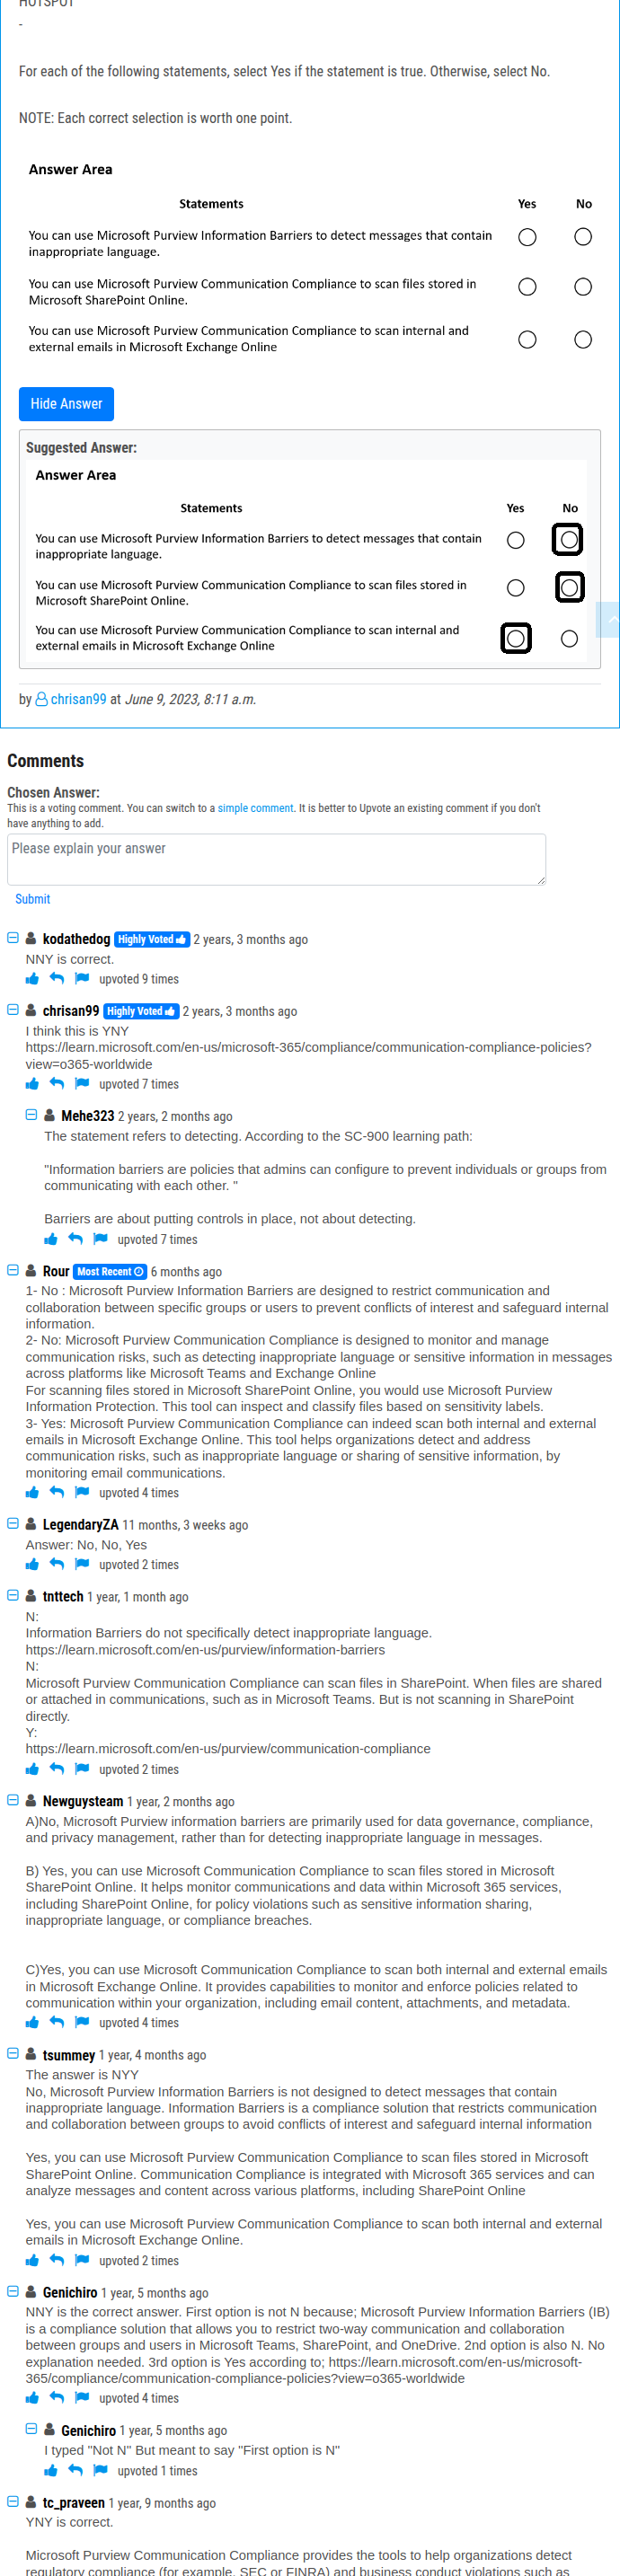 HOTSPOT
-
For each of the following statements, select Yes if the statement is true. Otherwise, select No.
NOTE: Each correct selection is worth one point.
Answer Area
Statements Yes No
You can use Microsoft Purview Information Barriers to detect messages that contain
inappropriate language.
You can use Microsoft Purview Communication Compliance to scan files stored in
Microsoft SharePoint Online.
You can use Microsoft Purview Communication Compliance to scan internal and
external emails in Microsoft Exchange Online
Hide Answer
Suggested Answer:
Answer Area
Statements Yes No
You can use Microsoft Purview Information Barriers to detect messages that contain
inappropriate language.
You can use Microsoft Purview Communication Compliance to scan files stored in
Microsoft SharePoint Online.
You can use Microsoft Purview Communication Compliance to scan internal and
external emails in Microsoft Exchange Online
by chrisan99 at June 9, 2023, 8:11 a.m.
Comments
Chosen Answer:
This is a voting comment. You can switch to a simple comment. It is better to Upvote an existing comment if you don't
have anything to add.
Please explain your answer
Submit
kodathedog Highly Voted 2 years, 3 months ago
NNY is correct.
upvoted 9 times
chrisan99 Highly Voted 2 years, 3 months ago
I think this is YNY
https://learn.microsoft.com/en-us/microsoft-365/compliance/communication-compliance-policies?
view=o365-worldwide
upvoted 7 times
Mehe323 2 years, 2 months ago
The statement refers to detecting. According to the SC-900 learning path:
"Information barriers are policies that admins can configure to prevent individuals or groups from
communicating with each other. "
Barriers are about putting controls in place, not about detecting.
upvoted 7 times
Rour Most Recent 6 months ago
1- No : Microsoft Purview Information Barriers are designed to restrict communication and
collaboration between specific groups or users to prevent conflicts of interest and safeguard internal
information.
2- No: Microsoft Purview Communication Compliance is designed to monitor and manage
communication risks, such as detecting inappropriate language or sensitive information in messages
across platforms like Microsoft Teams and Exchange Online
For scanning files stored in Microsoft SharePoint Online, you would use Microsoft Purview
Information Protection. This tool can inspect and classify files based on sensitivity labels.
3- Yes: Microsoft Purview Communication Compliance can indeed scan both internal and external
emails in Microsoft Exchange Online. This tool helps organizations detect and address
communication risks, such as inappropriate language or sharing of sensitive information, by
monitoring email communications.
upvoted 4 times
LegendaryZA 11 months, 3 weeks ago
Answer: No, No, Yes
upvoted 2 times
tnttech 1 year, 1 month ago
N:
Information Barriers do not specifically detect inappropriate language.
https://learn.microsoft.com/en-us/purview/information-barriers
N:
Microsoft Purview Communication Compliance can scan files in SharePoint. When files are shared
or attached in communications, such as in Microsoft Teams. But is not scanning in SharePoint
directly.
Y:
https://learn.microsoft.com/en-us/purview/communication-compliance
upvoted 2 times
Newguysteam 1 year, 2 months ago
A)No, Microsoft Purview information barriers are primarily used for data governance, compliance,
and privacy management, rather than for detecting inappropriate language in messages.
B) Yes, you can use Microsoft Communication Compliance to scan files stored in Microsoft
SharePoint Online. It helps monitor communications and data within Microsoft 365 services,
including SharePoint Online, for policy violations such as sensitive information sharing,
inappropriate language, or compliance breaches.
C)Yes, you can use Microsoft Communication Compliance to scan both internal and external emails
in Microsoft Exchange Online. It provides capabilities to monitor and enforce policies related to
communication within your organization, including email content, attachments, and metadata.
upvoted 4 times
tsummey 1 year, 4 months ago
The answer is NYY
No, Microsoft Purview Information Barriers is not designed to detect messages that contain
inappropriate language. Information Barriers is a compliance solution that restricts communication
and collaboration between groups to avoid conflicts of interest and safeguard internal information
Yes, you can use Microsoft Purview Communication Compliance to scan files stored in Microsoft
SharePoint Online. Communication Compliance is integrated with Microsoft 365 services and can
analyze messages and content across various platforms, including SharePoint Online
Yes, you can use Microsoft Purview Communication Compliance to scan both internal and external
emails in Microsoft Exchange Online.
upvoted 2 times
Genichiro 1 year, 5 months ago
NNY is the correct answer. First option is not N because; Microsoft Purview Information Barriers (IB)
is a compliance solution that allows you to restrict two-way communication and collaboration
between groups and users in Microsoft Teams, SharePoint, and OneDrive. 2nd option is also N. No
explanation needed. 3rd option is Yes according to; https://learn.microsoft.com/en-us/microsoft-
365/compliance/communication-compliance-policies?view=o365-worldwide
upvoted 4 times
Genichiro 1 year, 5 months ago
I typed "Not N" But meant to say "First option is N"
upvoted 1 times
tc_praveen 1 year, 9 months ago
YNY is correct.
Microsoft Purview Communication Compliance provides the tools to help organizations detect
regulatory compliance (for example, SEC or FINRA) and business conduct violations such as